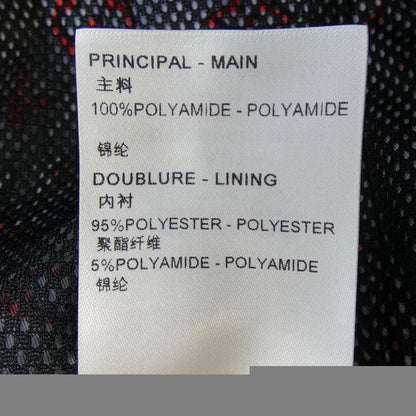 PRINCIPAL - MAIN
主料
100%POLYAMIDE - POLYAMIDE
锦纶
DOUBLURE - LINING
内衬
95%POLYESTER - POLYESTER
聚酯纤维
5%POLYAMIDE - POLYAMIDE
锦纶